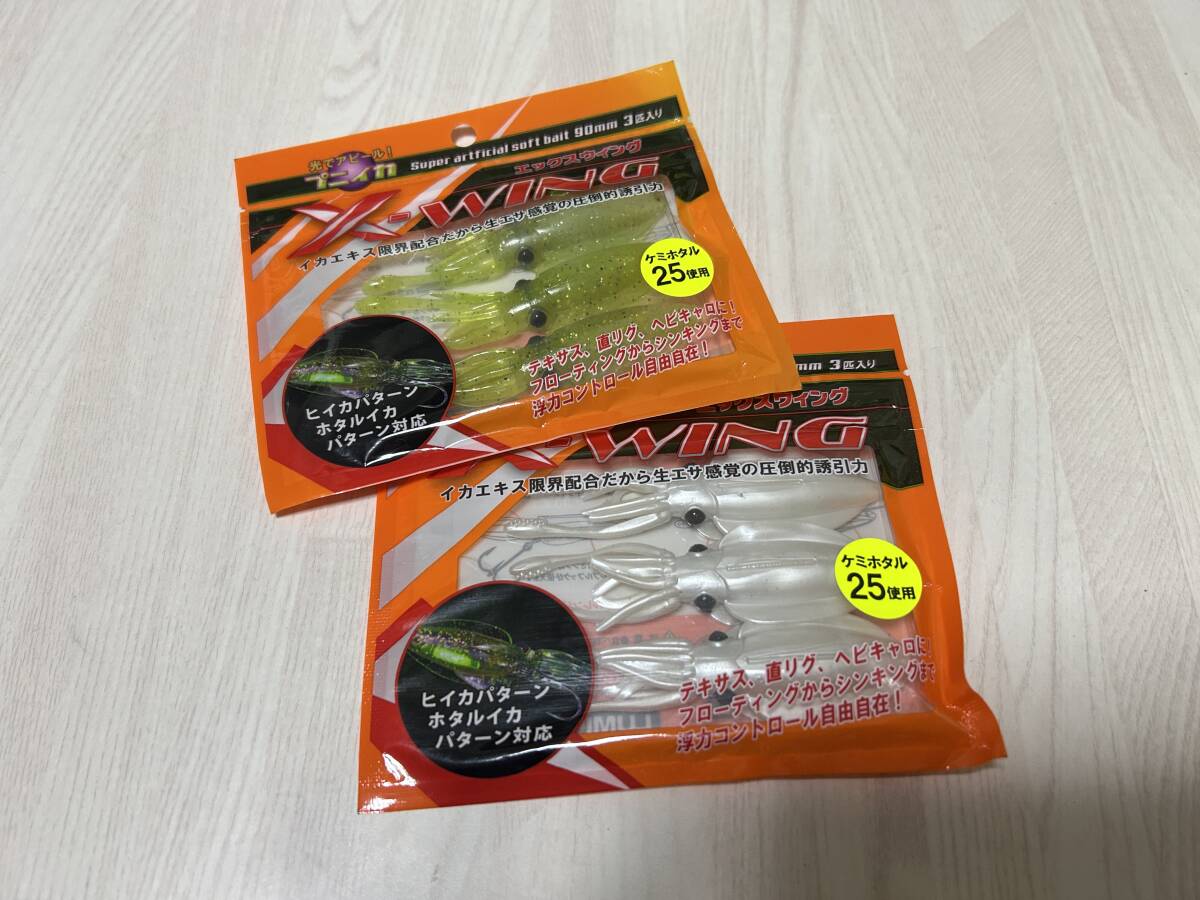 光でアピール！
プニイカ
Super artficial soft bait 90mm 3匹入り
エックスウイング
X-WING
イカエキス限界配合だから生エサ感覚の圧倒的誘引力
ケミホタル
25使用
テキサス、直リグ、ヘビキャロに！
フローティングからシンキングまで
浮力コントロール自由自在！
ヒイカパターン
ホタルイカ
パターン対応
mm 3匹入り
エックスウイング
X-WING
イカエキス限界配合だから生エサ感覚の圧倒的誘引力
ケミホタル
25使用
テキサス、直リグ、ヘビキャロに！
フローティングからシンキングまで
浮力コントロール自由自在！
ヒイカパターン
ホタルイカ
パターン対応